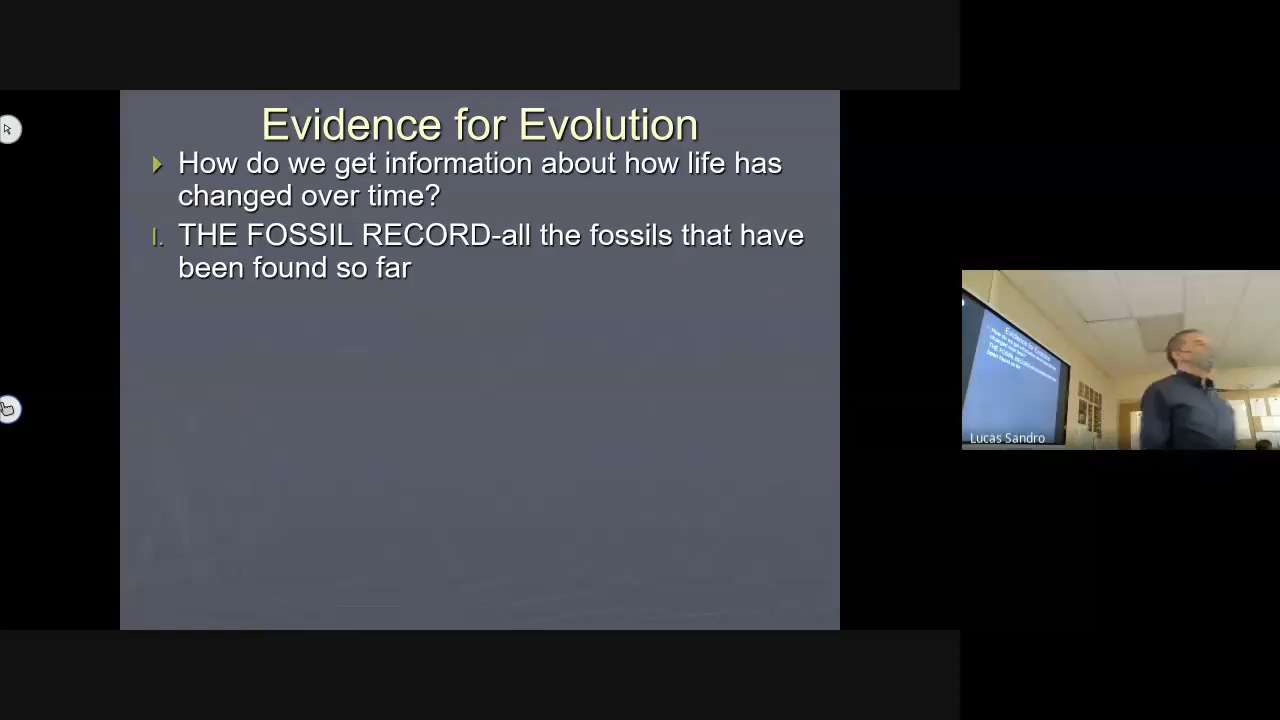 Evidence for Evolution
How do we get information about how life has
changed over time?
I. THE FOSSIL RECORD-all the fossils that have
been found so far
Lucas Sandro